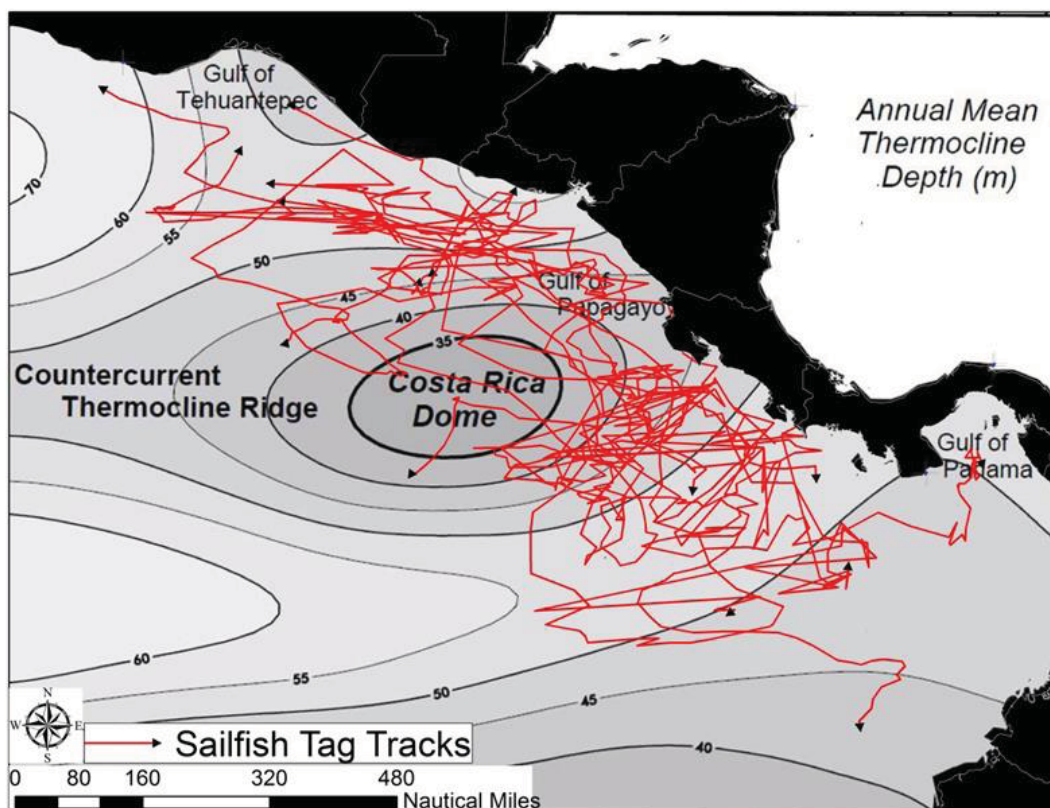 Gulf of
Tehuantepec
Annual Mean
Thermocline
Depth (m)
70
60
55
50
45
40
35
Gulf of
Papagayo
Countercurrent
Thermocline Ridge
Costa Rica
Dome
Gulf of
Panama
60
55
50
45
40
N
W E
S
Sailfish Tag Tracks
0 80 160 320 480
Nautical Miles